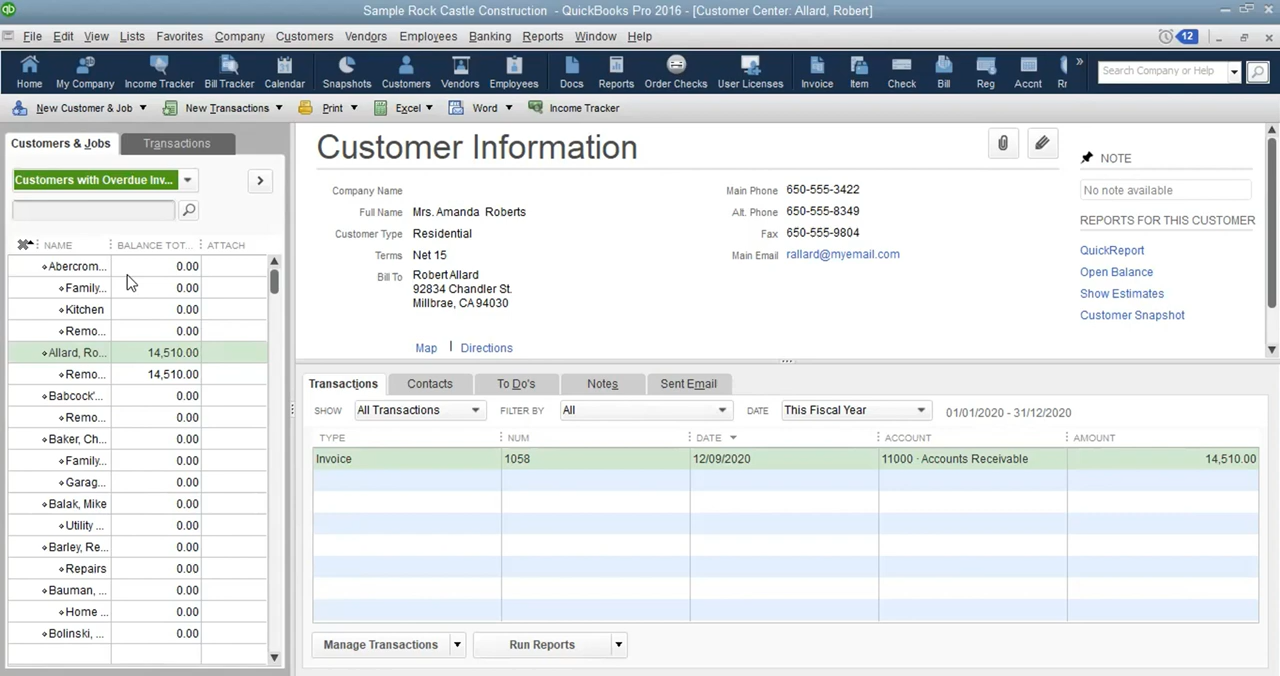 qb Sample Rock Castle Construction - QuickBooks Pro 2016 - [Customer Center: Allard, Robert]
File Edit View Lists Favorites Company Customers Vendors Employees Banking Reports Window Help 12
Home My Company Income Tracker Bill Tracker Calendar Snapshots Customers Vendors Employees Docs Reports Order Checks User Licenses Invoice Item Check Bill Reg Accnt Search Company or Help
New Customer & Job New Transactions Print Excel Word Income Tracker
Customers & Jobs Transactions
Customers with Overdue Inv...
NAME BALANCE TOT... ATTACH
Abercrom... 0.00
Family... 0.00
Kitchen 0.00
Remo... 0.00
Allard, Ro... 14,510.00
Remo... 14,510.00
Babcock'... 0.00
Remo... 0.00
Baker, Ch... 0.00
Family... 0.00
Garag... 0.00
Balak, Mike 0.00
Utility ... 0.00
Barley, Re... 0.00
Repairs 0.00
Bauman, ... 0.00
Home ... 0.00
Bolinski, ... 0.00
Customer Information
Company Name
Full Name Mrs. Amanda Roberts
Customer Type Residential
Terms Net 15
Bill To Robert Allard
92834 Chandler St.
Millbrae, CA 94030
Map | Directions
Main Phone 650-555-3422
Alt. Phone 650-555-8349
Fax 650-555-9804
Main Email rallard@myemail.com
NOTE
No note available
REPORTS FOR THIS CUSTOMER
QuickReport
Open Balance
Show Estimates
Customer Snapshot
Transactions Contacts To Do's Notes Sent Email
SHOW All Transactions FILTER BY All DATE This Fiscal Year 01/01/2020 - 31/12/2020
TYPE NUM DATE ACCOUNT AMOUNT
Invoice 1058 12/09/2020 11000 · Accounts Receivable 14,510.00
Manage Transactions Run Reports